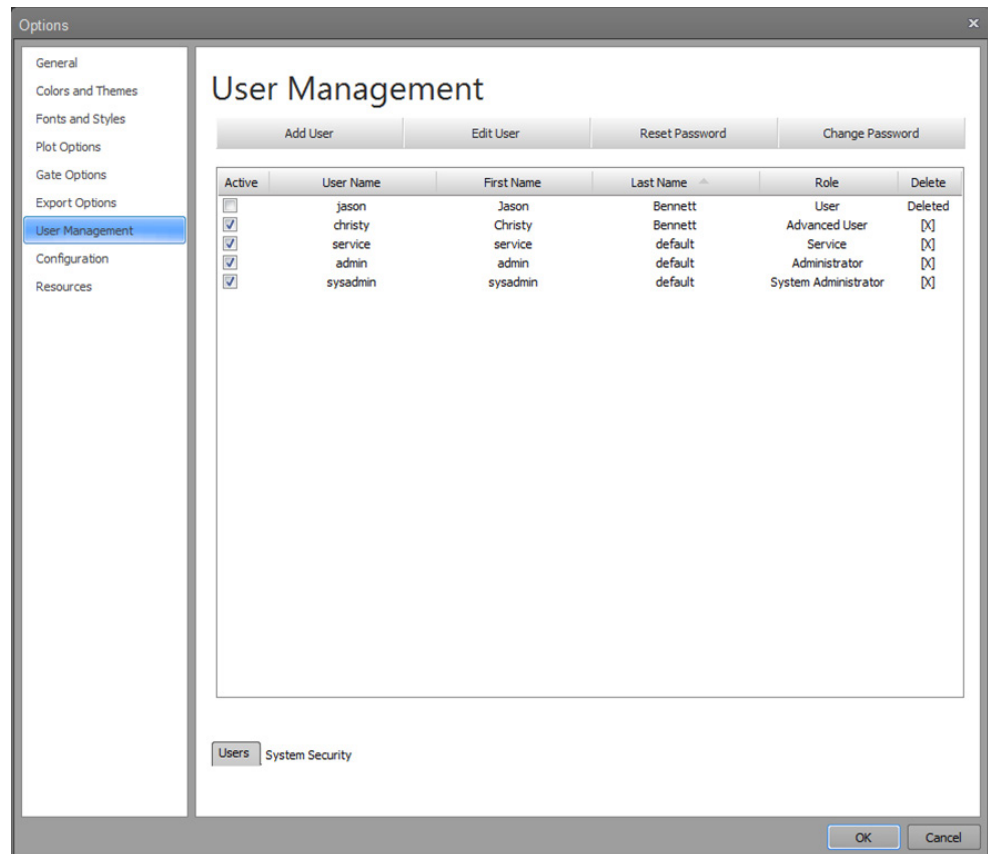 Options
General
Colors and Themes
Fonts and Styles
Plot Options
Gate Options
Export Options
User Management
Configuration
Resources
User Management
Add User Edit User Reset Password Change Password
Active User Name First Name Last Name Role Delete
jason Jason Bennett User Deleted
christy Christy Bennett Advanced User [X]
service service default Service [X]
admin admin default Administrator [X]
sysadmin sysadmin default System Administrator [X]
Users System Security
OK Cancel